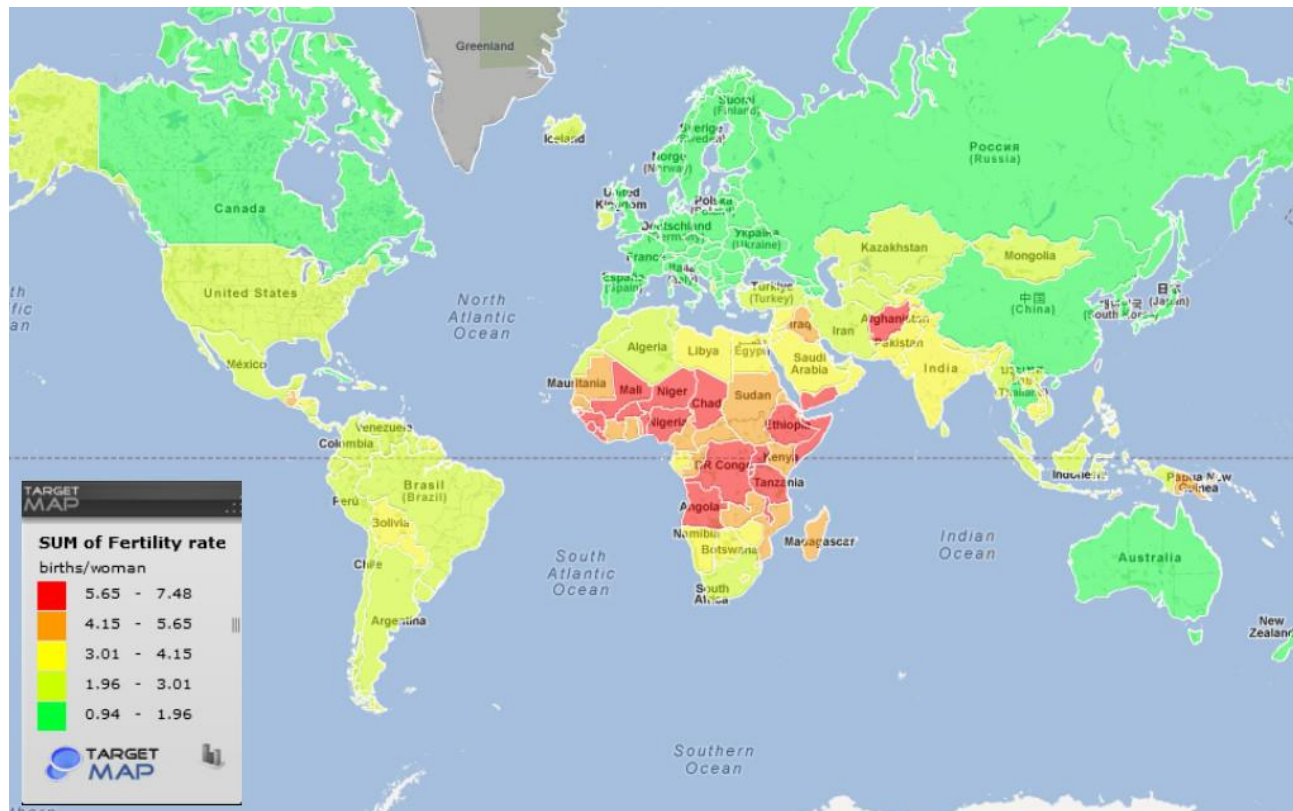 Greenland
Suomi
(Finland)
Iceland
Sverige
(Sweden)
Norge
(Norway)
Россия
(Russia)
Canada
United
Kingdom
Polska
Deutschland
(Germany)
Україна
(Ukraine)
France
Italia
(Italy)
España
(Spain)
Kazakhstan
Mongolia
United States
North
Atlantic
Ocean
Türkiye
(Turkey)
中国
(China)
日本
(Japan)
(South Korea)
Iraq
Iran
Afghanistan
Pakistan
Algeria
Libya
Egypt
Saudi
Arabia
India
México
Mauritania
Mali
Niger
Chad
Sudan
Nigeria
Ethiopia
Venezuela
Colombia
DR Congo
Kenya
Tanzania
Indonesia
Papua New
Guinea
Brasil
(Brazil)
Perú
Bolivia
Angola
Namibia
Botswana
Madagascar
Chile
South
Atlantic
Ocean
Indian
Ocean
Australia
South
Africa
Argentina
New
Zealand
Southern
Ocean
TARGET
MAP
SUM of Fertility rate
births/woman
5.65 - 7.48
4.15 - 5.65
3.01 - 4.15
1.96 - 3.01
0.94 - 1.96
TARGET
MAP